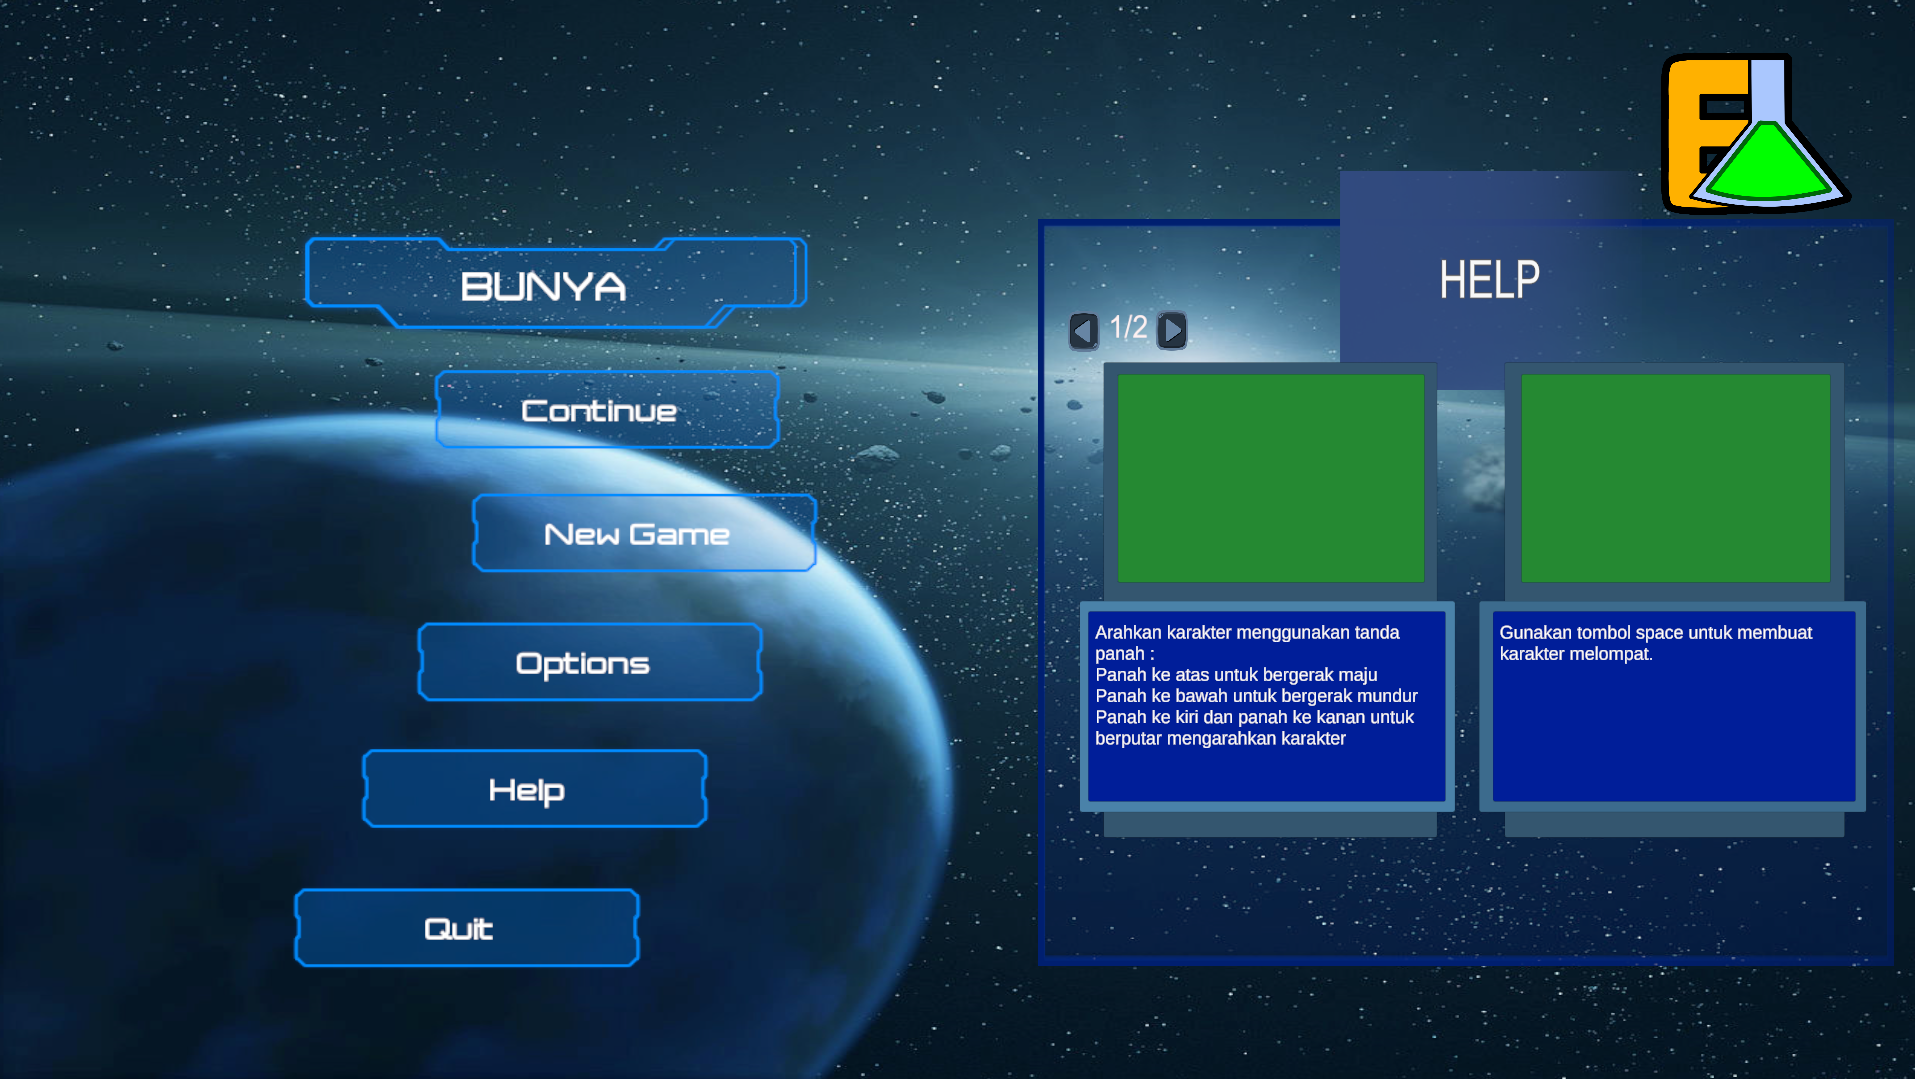 BUNYA
Continue
New Game
Options
Help
Quit
HELP
1/2
Arahkan karakter menggunakan tanda
panah :
Panah ke atas untuk bergerak maju
Panah ke bawah untuk bergerak mundur
Panah ke kiri dan panah ke kanan untuk
berputar mengarahkan karakter
Gunakan tombol space untuk membuat
karakter melompat.